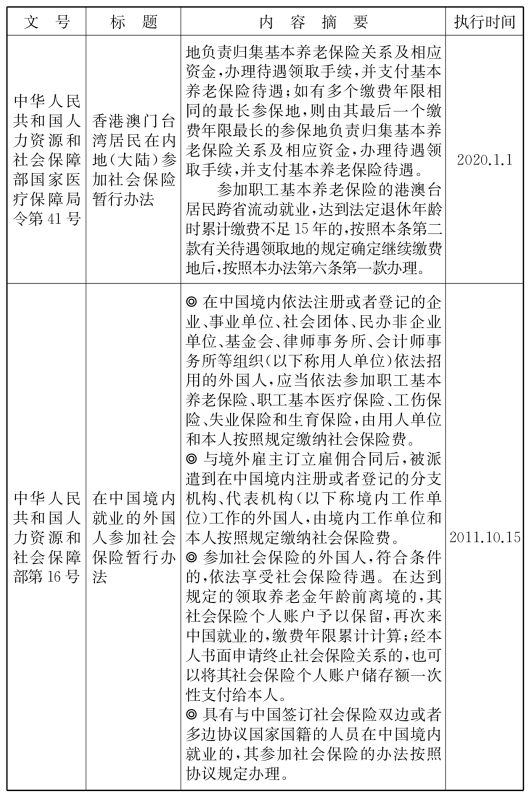 文 号
标 题
内 容 摘 要
执行时间
中华人民
共和国人
力资源和
社会保障
部国家医
疗保障局
令第 41 号
香港澳门台
湾居民在内
地(大陆)参
加社会保险
暂行办法
地负责归集基本养老保险关系及相应
资金,办理待遇领取手续,并支付基本
养老保险待遇;如有多个缴费年限相
同的最长参保地,则由其最后一个缴
费年限最长的参保地负责归集基本养
老保险关系及相应资金,办理待遇领
取手续,并支付基本养老保险待遇。
参加职工基本养老保险的港澳台
居民跨省流动就业,达到法定退休年龄
时累计缴费不足 15 年的,按照本条第二
款有关待遇领取地的规定确定继续缴费
地后,按照本办法第六条第一款办理。
2020.1.1
中华人民
共和国人
力资源和
社会保障
部第 16 号
在中国境内
就业的外国
人参加社会
保险暂行办
法
◎ 在中国境内依法注册或者登记的企
业、事业单位、社会团体、民办非企业
单位、基金会、律师事务所、会计师事
务所等组织(以下称用人单位)依法招
用的外国人,应当依法参加职工基本
养老保险、职工基本医疗保险、工伤保
险、失业保险和生育保险,由用人单位
和本人按照规定缴纳社会保险费。
◎ 与境外雇主订立雇佣合同后,被派
遣到在中国境内注册或者登记的分支
机构、代表机构(以下称境内工作单
位)工作的外国人,由境内工作单位和
本人按照规定缴纳社会保险费。
◎ 参加社会保险的外国人,符合条件
的,依法享受社会保险待遇。在达到
规定的领取养老金年龄前离境的,其
社会保险个人账户予以保留,再次来
中国就业的,缴费年限累计计算;经本
人书面申请终止社会保险关系的,也可
以将其社会保险个人账户储存额一次
性支付给本人。
◎ 具有与中国签订社会保险双边或者
多边协议国家国籍的人员在中国境内
就业的,其参加社会保险的办法按照
协议规定办理。
2011.10.15